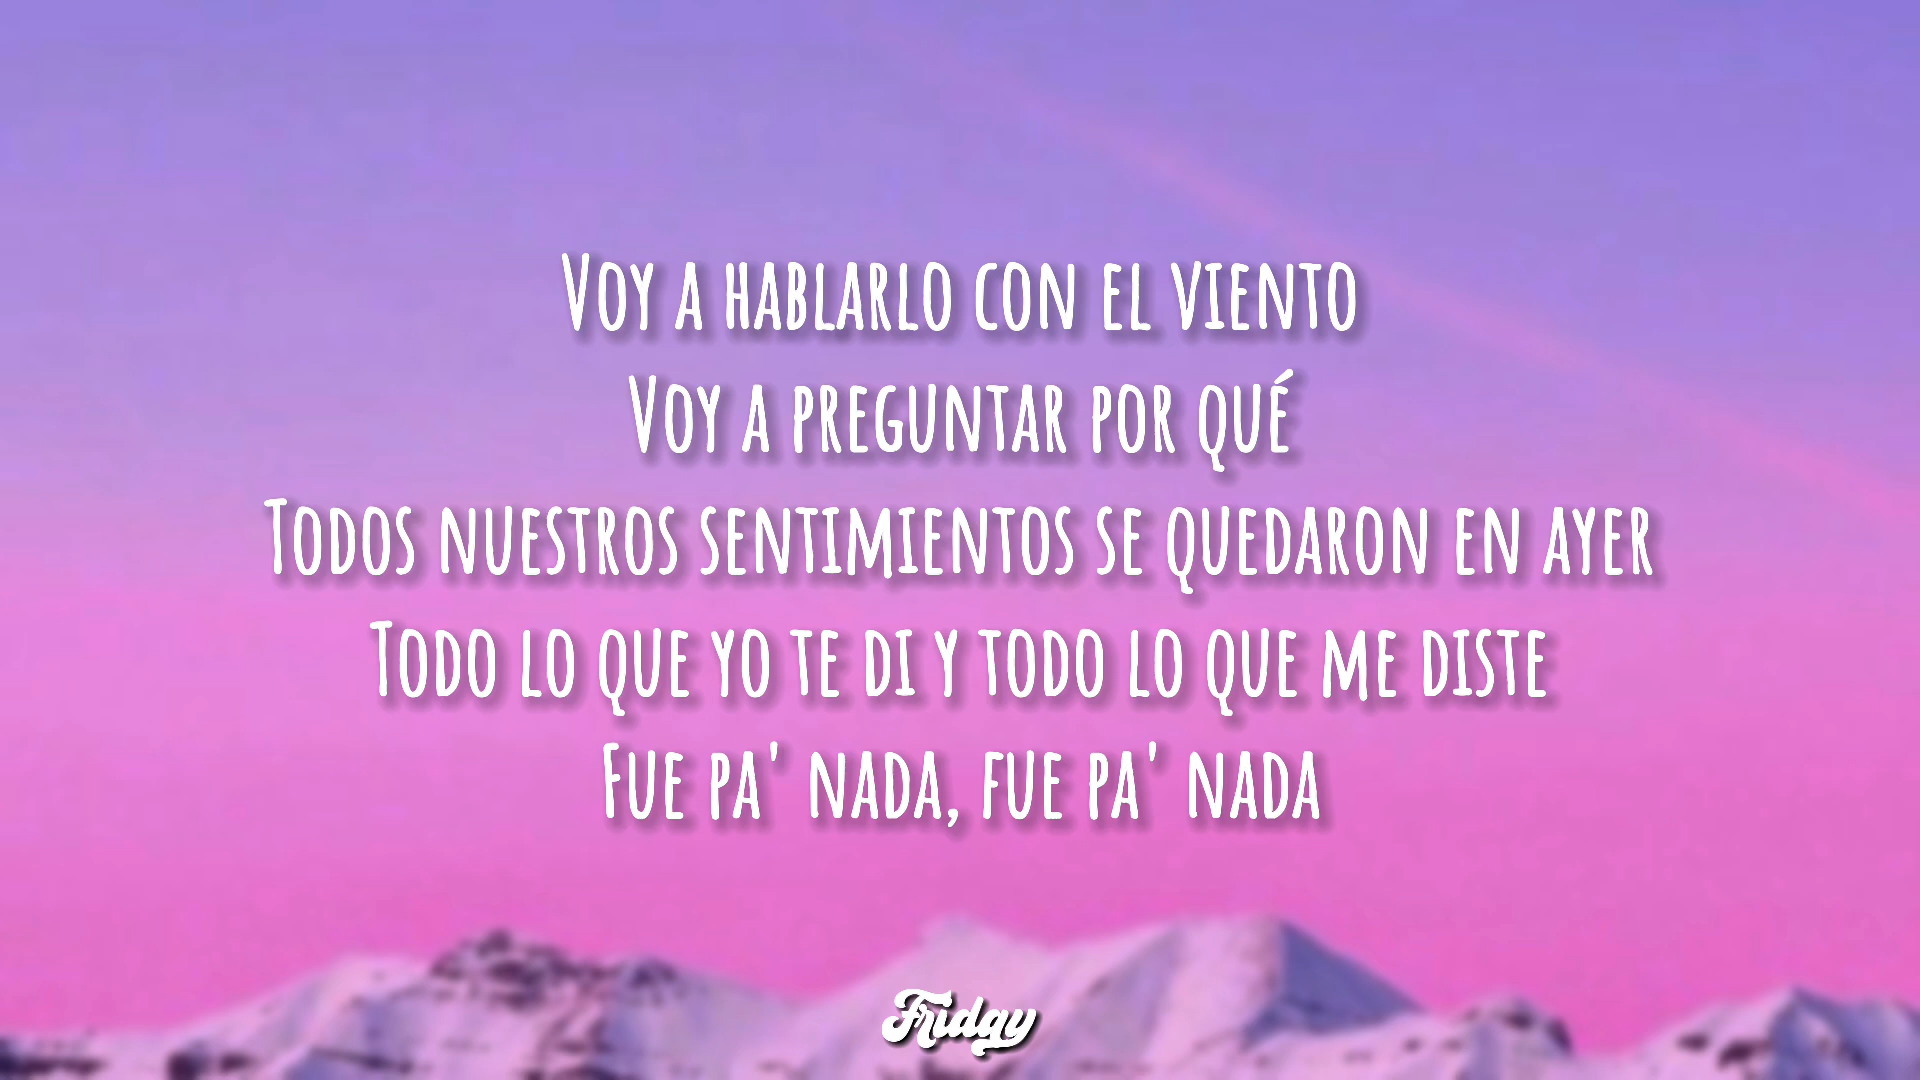 Voy a hablarlo con el viento
Voy a preguntar por qué
Todos nuestros sentimientos se quedaron en ayer
Todo lo que yo te di y todo lo que me diste
Fue pa' nada, fue pa' nada
Friday